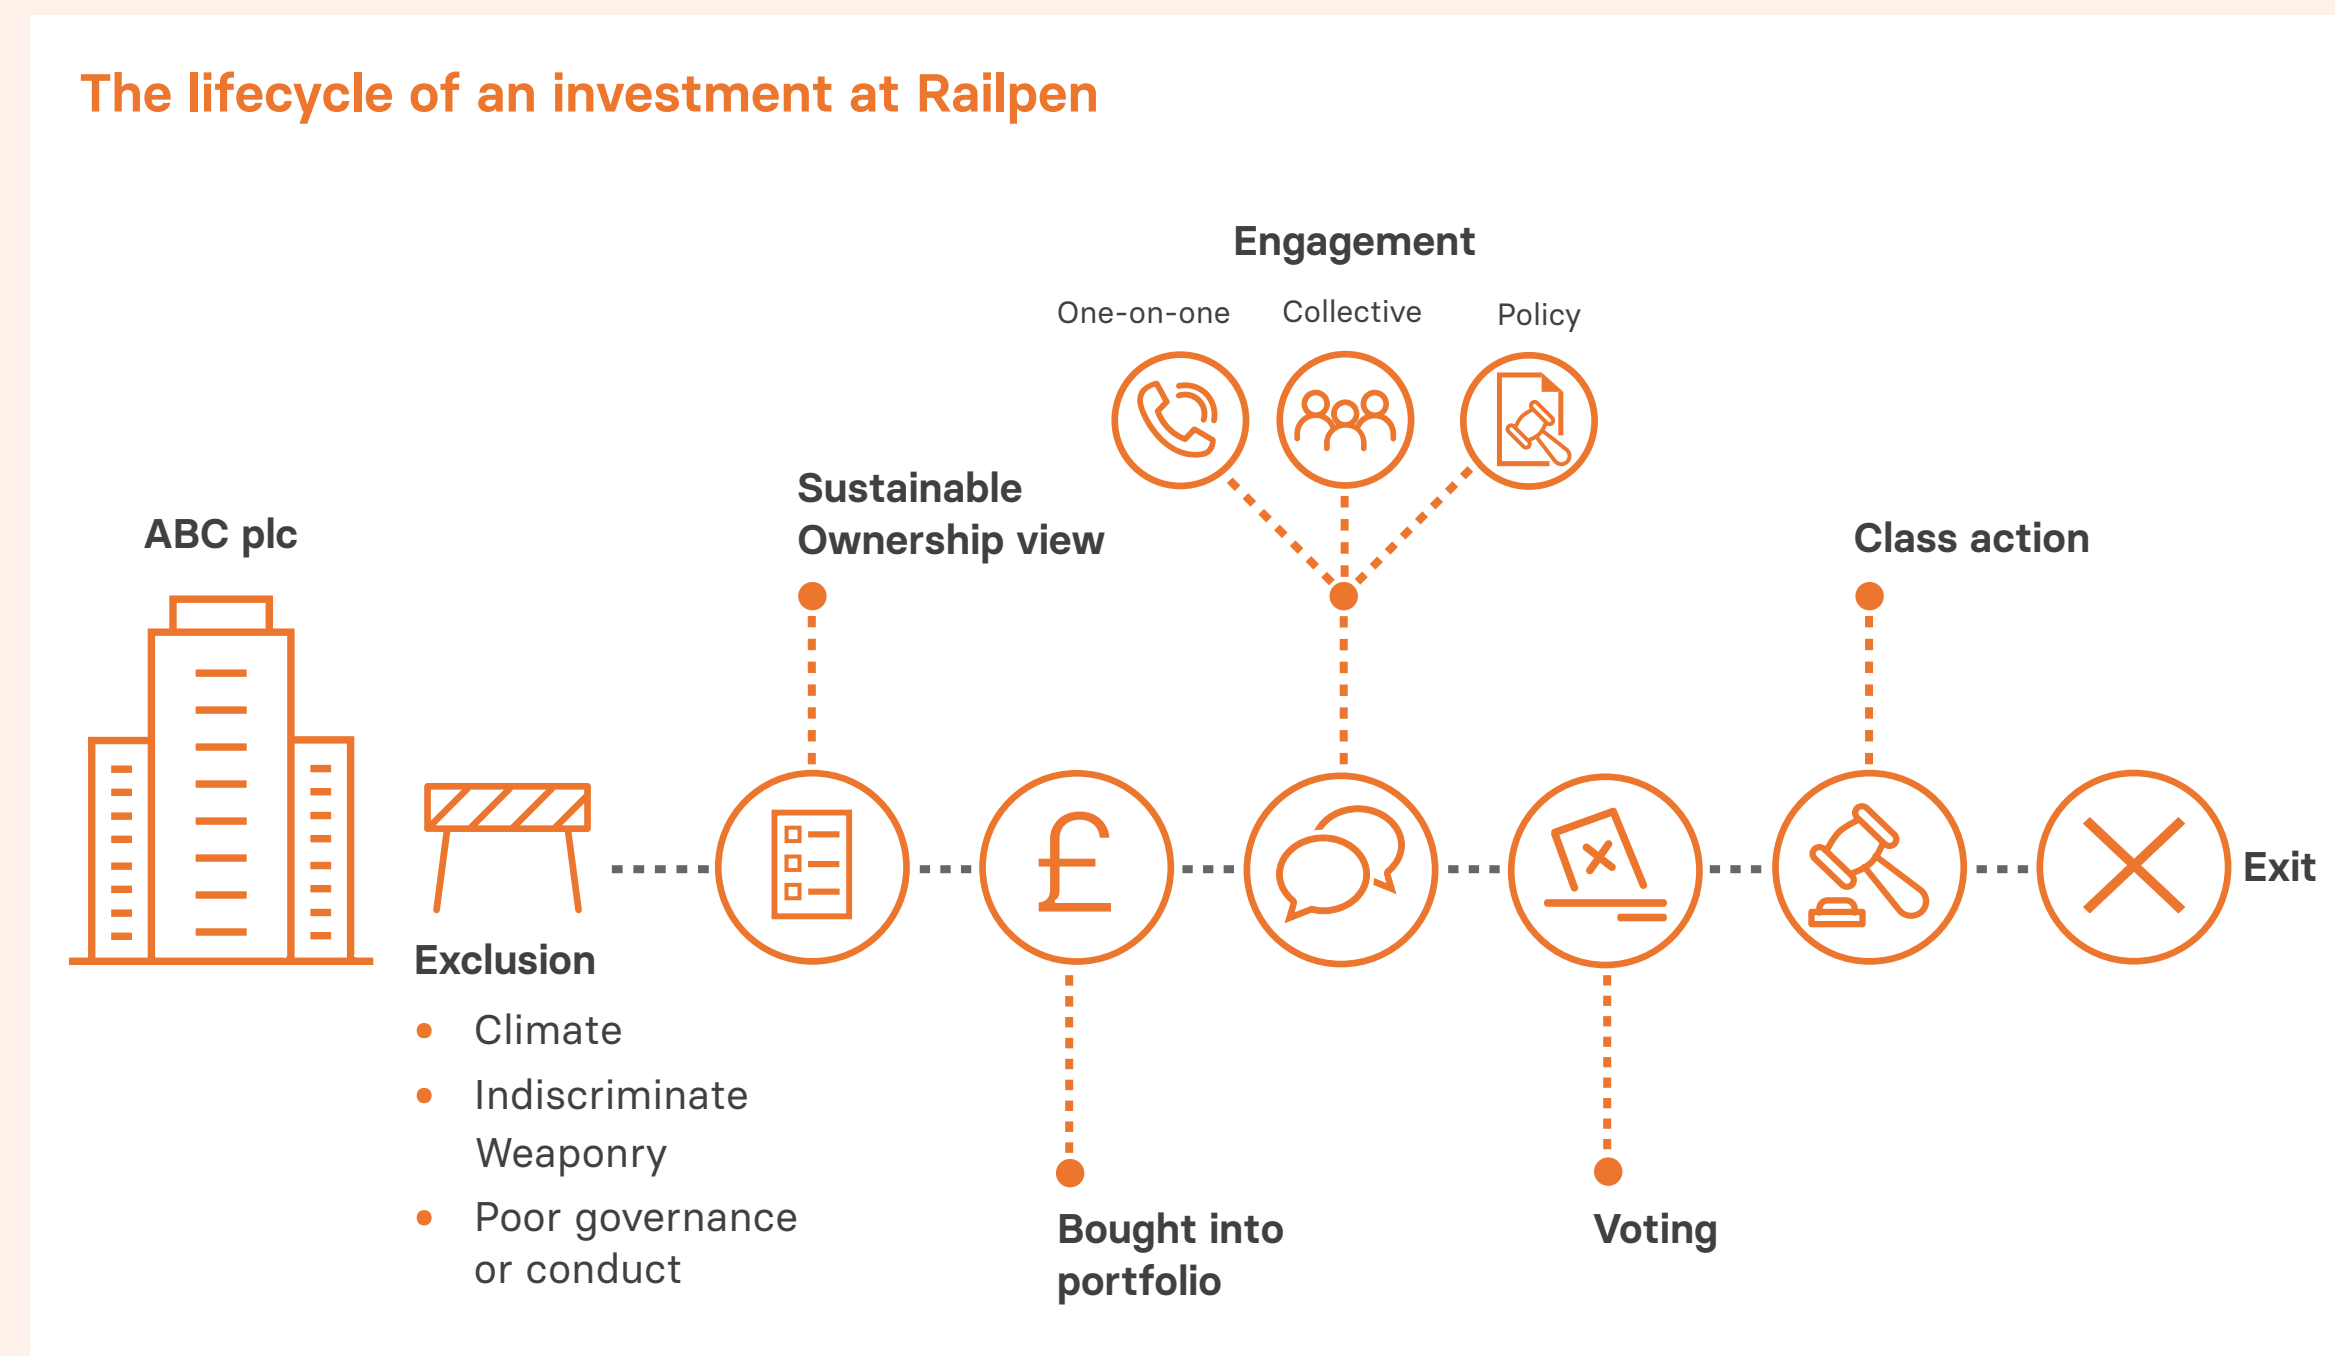 The lifecycle of an investment at Railpen
Engagement
One-on-one
Collective
Policy
Sustainable
Ownership view
ABC plc
Class action
Exit
Exclusion
• Climate
• Indiscriminate
Weaponry
• Poor governance
or conduct
Bought into
portfolio
Voting